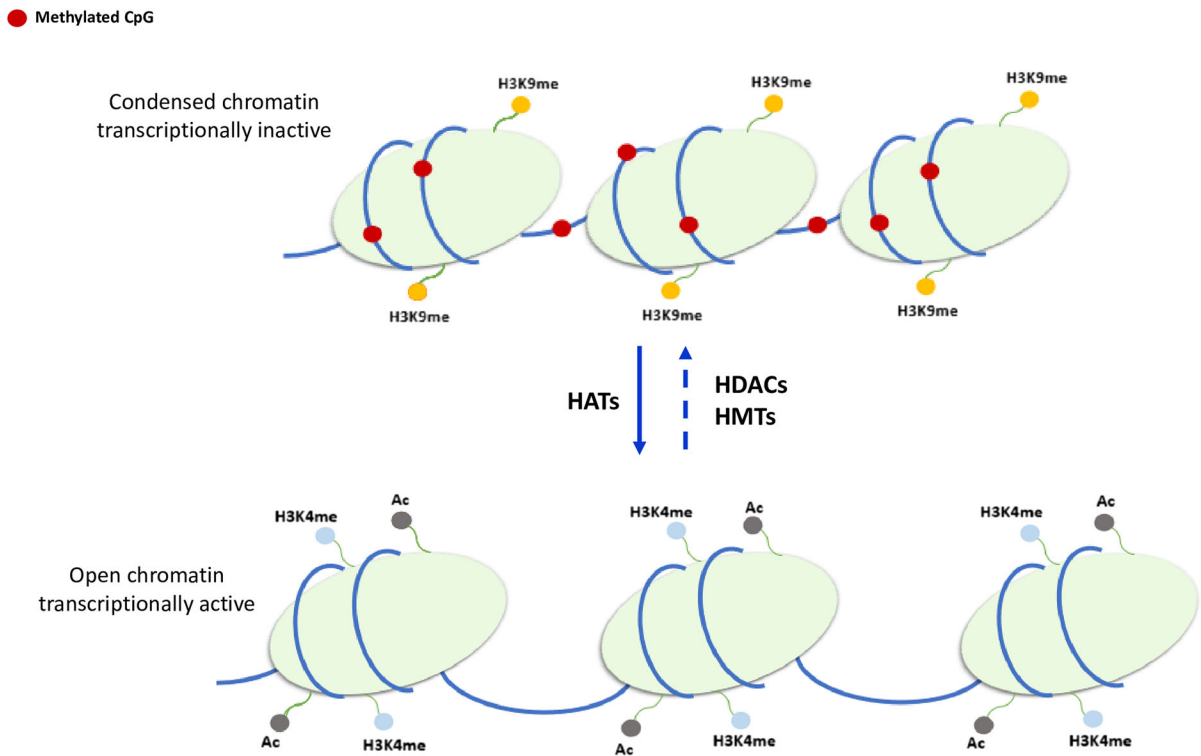 Methylated CpG
H3K9me
H3K9me
H3K9me
Condensed chromatin
transcriptionally inactive
H3K9me
H3K9me
H3K9me
HATs
HDACs
HMTs
H3K4me
Ac
H3K4me
Ac
H3K4me
Ac
Open chromatin
transcriptionally active
Ac
H3K4me
Ac
H3K4me
Ac
H3K4me